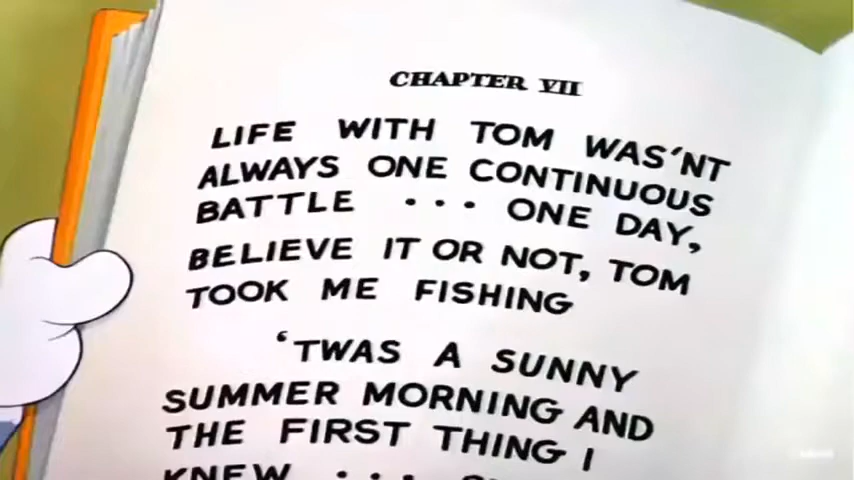 CHAPTER VII
LIFE WITH TOM WAS'NT
ALWAYS ONE CONTINUOUS
BATTLE ... ONE DAY,
BELIEVE IT OR NOT, TOM
TOOK ME FISHING
'TWAS A SUNNY
SUMMER MORNING AND
THE FIRST THING I
KNEW ...